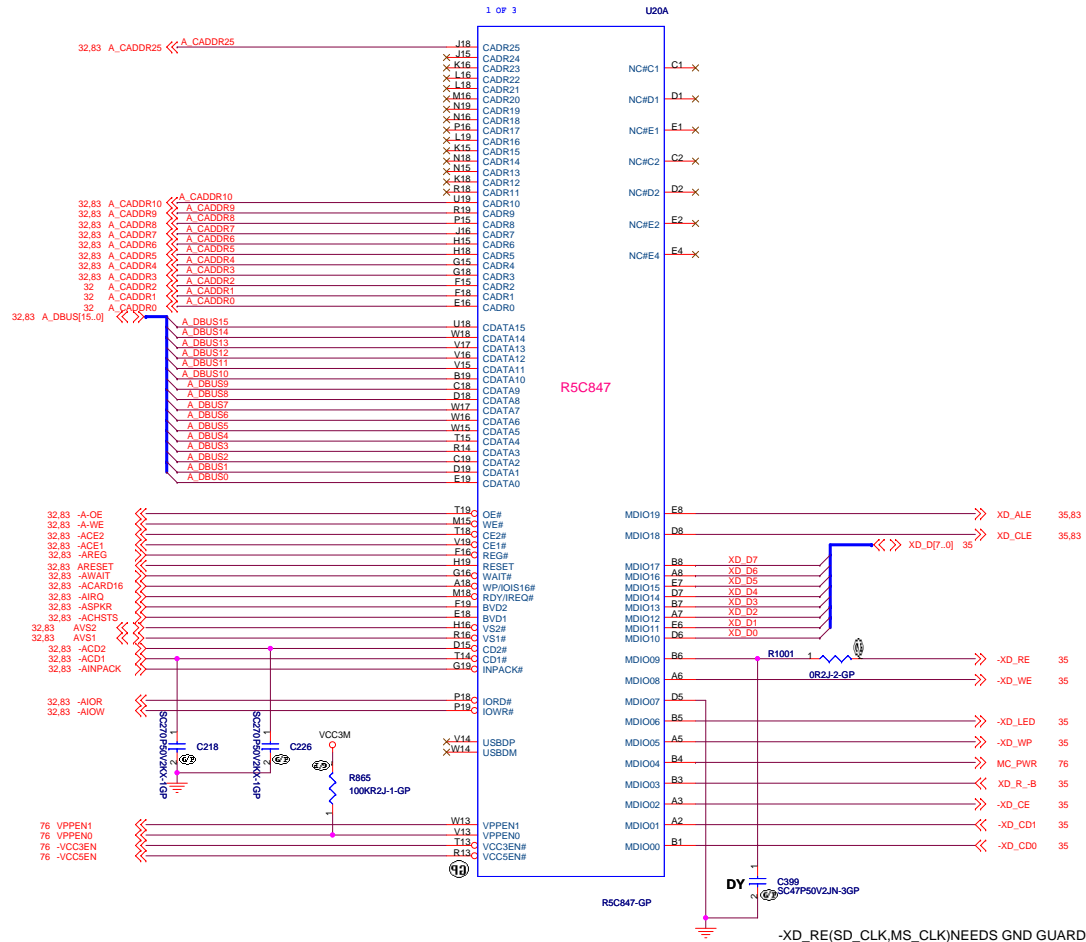 1 OF 3
U20A
32,83 A_CADDR25
A_CADDR25
J18 CADR25
J15 CADR24
K16 CADR23
L16 CADR22
L18 CADR21
M16 CADR20
N19 CADR19
N16 CADR18
P16 CADR17
L19 CADR16
K15 CADR15
N18 CADR14
N15 CADR13
K18 CADR12
R18 CADR11
32,83 A_CADDR10 A_CADDR10 U19 CADR10
32,83 A_CADDR9 A_CADDR9 R19 CADR9
32,83 A_CADDR8 A_CADDR8 P15 CADR8
32,83 A_CADDR7 A_CADDR7 J16 CADR7
32,83 A_CADDR6 A_CADDR6 H15 CADR6
32,83 A_CADDR5 A_CADDR5 H18 CADR5
32,83 A_CADDR4 A_CADDR4 G15 CADR4
32,83 A_CADDR3 A_CADDR3 G18 CADR3
32 A_CADDR2 A_CADDR2 F15 CADR2
32 A_CADDR1 A_CADDR1 F18 CADR1
32 A_CADDR0 A_CADDR0 E16 CADR0
32,83 A_DBUS[15..0]
A_DBUS15 U18 CDATA15
A_DBUS14 W18 CDATA14
A_DBUS13 V17 CDATA13
A_DBUS12 V16 CDATA12
A_DBUS11 V15 CDATA11
A_DBUS10 B19 CDATA10
A_DBUS9 C18 CDATA9
A_DBUS8 D18 CDATA8
A_DBUS7 W17 CDATA7
A_DBUS6 W16 CDATA6
A_DBUS5 W15 CDATA5
A_DBUS4 T15 CDATA4
A_DBUS3 R14 CDATA3
A_DBUS2 C19 CDATA2
A_DBUS1 D19 CDATA1
A_DBUS0 E19 CDATA0
32,83 -A-OE T19 OE#
32,83 -A-WE M15 WE#
32,83 -ACE2 T18 CE2#
32,83 -ACE1 V19 CE1#
32,83 -AREG F16 REG#
32,83 ARESET H19 RESET
32,83 -AWAIT G16 WAIT#
32,83 -ACARD16 A18 WP/IOIS16#
32,83 -AIRQ M18 RDY/IREQ#
32,83 -ASPKR F19 BVD2
32,83 -ACHSTS E18 BVD1
32,83 AVS2 H16 VS2#
32,83 AVS1 R16 VS1#
32,83 -ACD2 D15 CD2#
32,83 -ACD1 T14 CD1#
32,83 -AINPACK G19 INPACK#
32,83 -AIOR P18 IORD#
32,83 -AIOW P19 IOWR#
V14 USBDP
W14 USBDM
SC270P50V2KX-1GP
1
2
C218
SC270P50V2KX-1GP
1
2
C226
VCC3M
R865
100KR2J-1-GP
1
76 VPPEN1 W13 VPPEN1
76 VPPEN0 V13 VPPEN0
76 -VCC3EN T13 VCC3EN#
76 -VCC5EN R13 VCC5EN#
R5C847
NC#C1 C1
NC#D1 D1
NC#E1 E1
NC#C2 C2
NC#D2 D2
NC#E2 E2
NC#E4 E4
MDIO19 E8 XD_ALE 35,83
MDIO18 D8 XD_CLE 35,83
XD_D[7..0] 35
MDIO17 B8 XD_D7
MDIO16 A8 XD_D6
MDIO15 E7 XD_D5
MDIO14 D7 XD_D4
MDIO13 B7 XD_D3
MDIO12 A7 XD_D2
MDIO11 E6 XD_D1
MDIO10 D6 XD_D0
MDIO09 B6 R1001 1 -XD_RE 35
0R2J-2-GP
MDIO08 A6 -XD_WE 35
MDIO07 D5
MDIO06 B5 -XD_LED 35
MDIO05 A5 -XD_WP 35
MDIO04 B4 MC_PWR 76
MDIO03 B3 XD_R_-B 35
MDIO02 A3 -XD_CE 35
MDIO01 A2 -XD_CD1 35
MDIO00 B1 -XD_CD0 35
1
DY
C399
SC47P50V2JN-3GP
2
R5C847-GP
-XD_RE(SD_CLK,MS_CLK)NEEDS GND GUARD